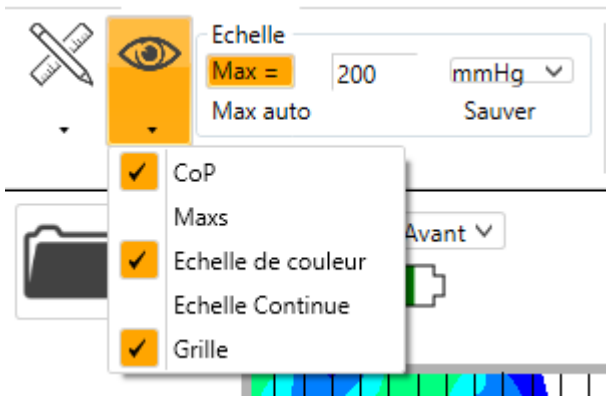 Echelle
Max = 200 mmHg
Max auto Sauver
CoP
Maxs
Avant
Echelle de couleur
Echelle Continue
Grille